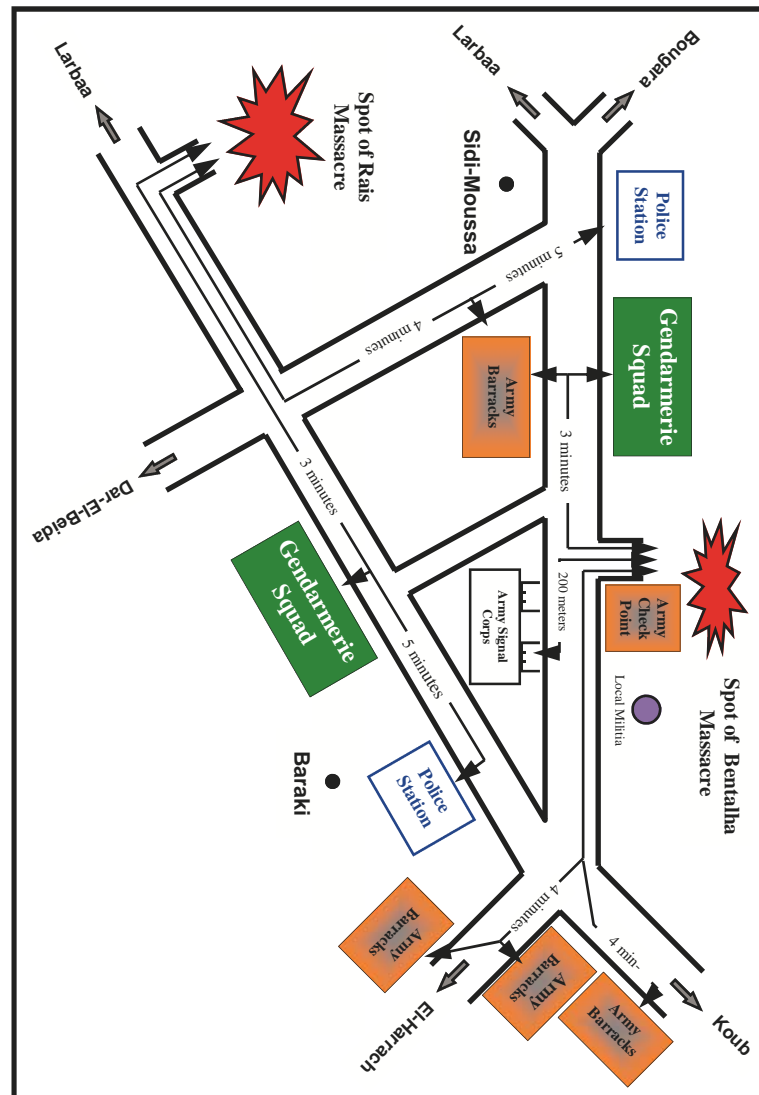 Larbaa
Spot of Rais
Massacre
Larbaa
Bougara
Sidi-Moussa
Police
Station
5 minutes
4 minutes
Army
Barracks
Gendarmerie
Squad
3 minutes
Dar-El-Beida
3 minutes
Gendarmerie
Squad
5 minutes
Army Signal
Corps
200 meters
Army
Check
Point
Local Militia
Spot of Bentalha
Massacre
Baraki
Police
Station
Army
Barracks
4 minutes
El-Harrach
Army
Barracks
4 min-
Army
Barracks
Koub